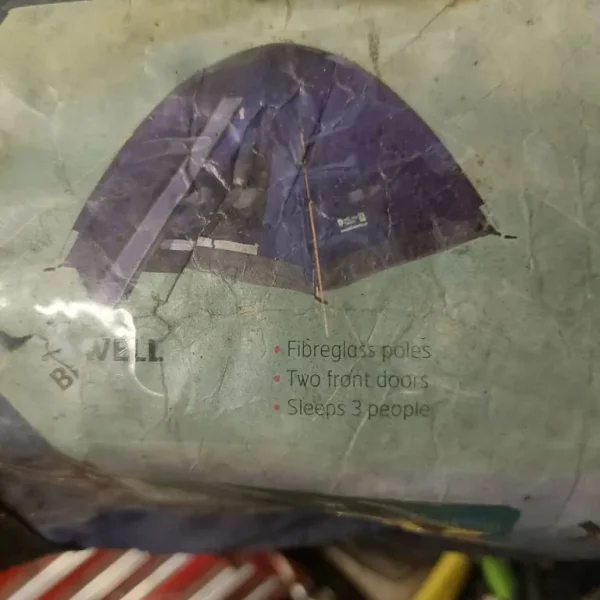 • Fibreglass poles
• Two front doors
• Sleeps 3 people